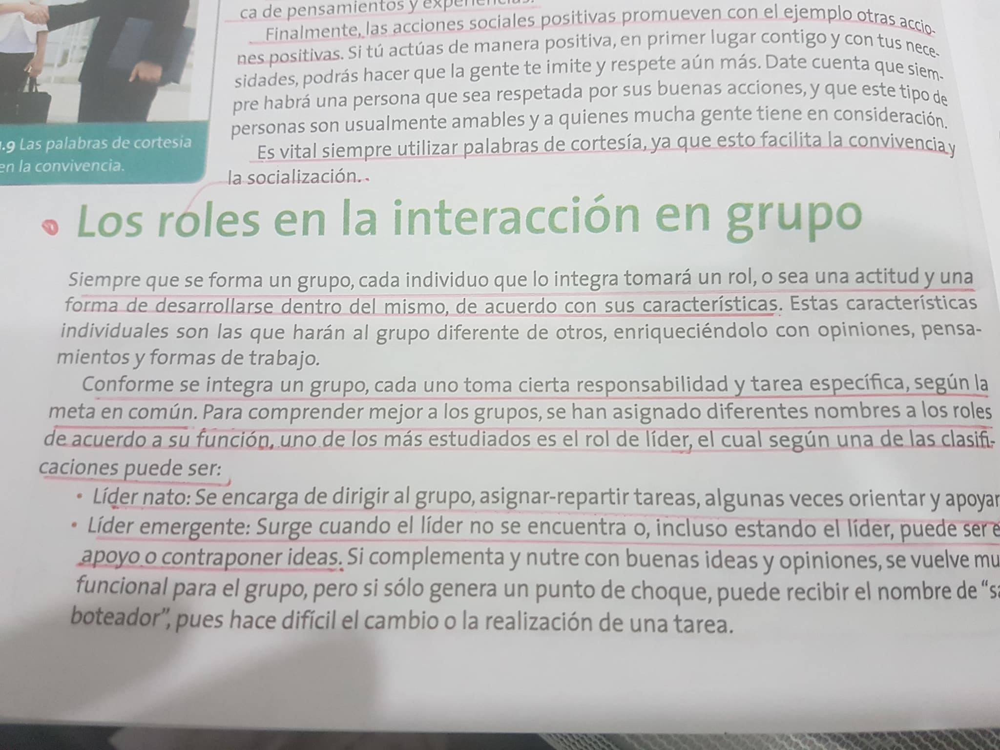 ca de pensamientos y experiencias.
Finalmente, las acciones sociales positivas promueven con el ejemplo otras accio-
nes positivas. Si tú actúas de manera positiva, en primer lugar contigo y con tus nece-
sidades, podrás hacer que la gente te imite y respete aún más. Date cuenta que siem-
pre habrá una persona que sea respetada por sus buenas acciones, y que este tipo de
personas son usualmente amables y a quienes mucha gente tiene en consideración.
Es vital siempre utilizar palabras de cortesía, ya que esto facilita la convivencia y
la socialización.
.9 Las palabras de cortesia
en la convivencia.
Los roles en la interacción en grupo
Siempre que se forma un grupo, cada individuo que lo integra tomará un rol, o sea una actitud y una
forma de desarrollarse dentro del mismo, de acuerdo con sus características. Estas características
individuales son las que harán al grupo diferente de otros, enriqueciéndolo con opiniones, pensa-
mientos y formas de trabajo.
Conforme se integra un grupo, cada uno toma cierta responsabilidad y tarea específica, según la
meta en común. Para comprender mejor a los grupos, se han asignado diferentes nombres a los roles
de acuerdo a su función, uno de los más estudiados es el rol de líder, el cual según una de las clasifi-
caciones puede ser:
• Líder nato: Se encarga de dirigir al grupo, asignar-repartir tareas, algunas veces orientar y apoyar
• Líder emergente: Surge cuando el líder no se encuentra o, incluso estando el líder, puede ser
apoyo o contraponer ideas. Si complementa y nutre con buenas ideas y opiniones, se vuelve
funcional para el grupo, pero si sólo genera un punto de choque, puede recibir el nombre de “sa
boteador”, pues hace difícil el cambio o la realización de una tarea.